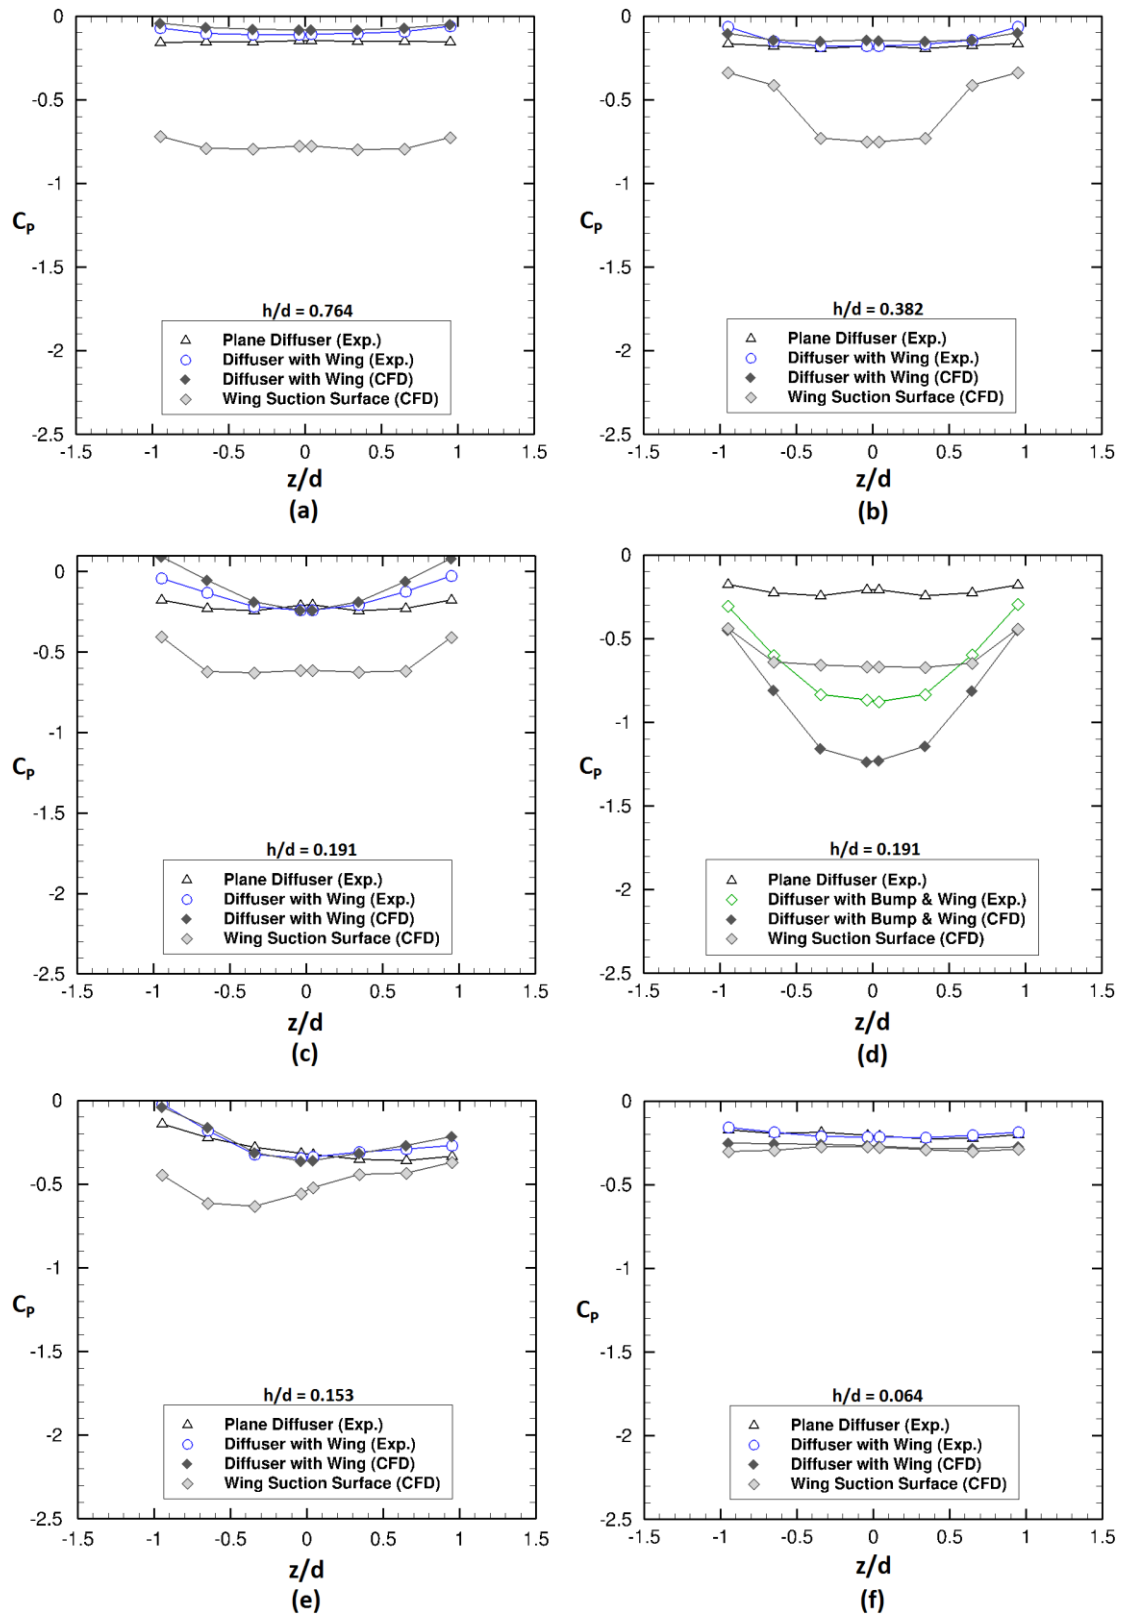 0
-0.5
-1
-1.5
-2
-2.5
C_P
h/d = 0.764
Plane Diffuser (Exp.)
Diffuser with Wing (Exp.)
Diffuser with Wing (CFD)
Wing Suction Surface (CFD)
-1.5 -1 -0.5 0 0.5 1 1.5
z/d
(a)
0
-0.5
-1
-1.5
-2
-2.5
C_P
h/d = 0.382
Plane Diffuser (Exp.)
Diffuser with Wing (Exp.)
Diffuser with Wing (CFD)
Wing Suction Surface (CFD)
-1.5 -1 -0.5 0 0.5 1 1.5
z/d
(b)
0
-0.5
-1
-1.5
-2
-2.5
C_P
h/d = 0.191
Plane Diffuser (Exp.)
Diffuser with Wing (Exp.)
Diffuser with Wing (CFD)
Wing Suction Surface (CFD)
-1.5 -1 -0.5 0 0.5 1 1.5
z/d
(c)
0
-0.5
-1
-1.5
-2
-2.5
C_P
h/d = 0.191
Plane Diffuser (Exp.)
Diffuser with Bump & Wing (Exp.)
Diffuser with Bump & Wing (CFD)
Wing Suction Surface (CFD)
-1.5 -1 -0.5 0 0.5 1 1.5
z/d
(d)
0
-0.5
-1
-1.5
-2
-2.5
C_P
h/d = 0.153
Plane Diffuser (Exp.)
Diffuser with Wing (Exp.)
Diffuser with Wing (CFD)
Wing Suction Surface (CFD)
-1.5 -1 -0.5 0 0.5 1 1.5
z/d
(e)
0
-0.5
-1
-1.5
-2
-2.5
C_P
h/d = 0.064
Plane Diffuser (Exp.)
Diffuser with Wing (Exp.)
Diffuser with Wing (CFD)
Wing Suction Surface (CFD)
-1.5 -1 -0.5 0 0.5 1 1.5
z/d
(f)